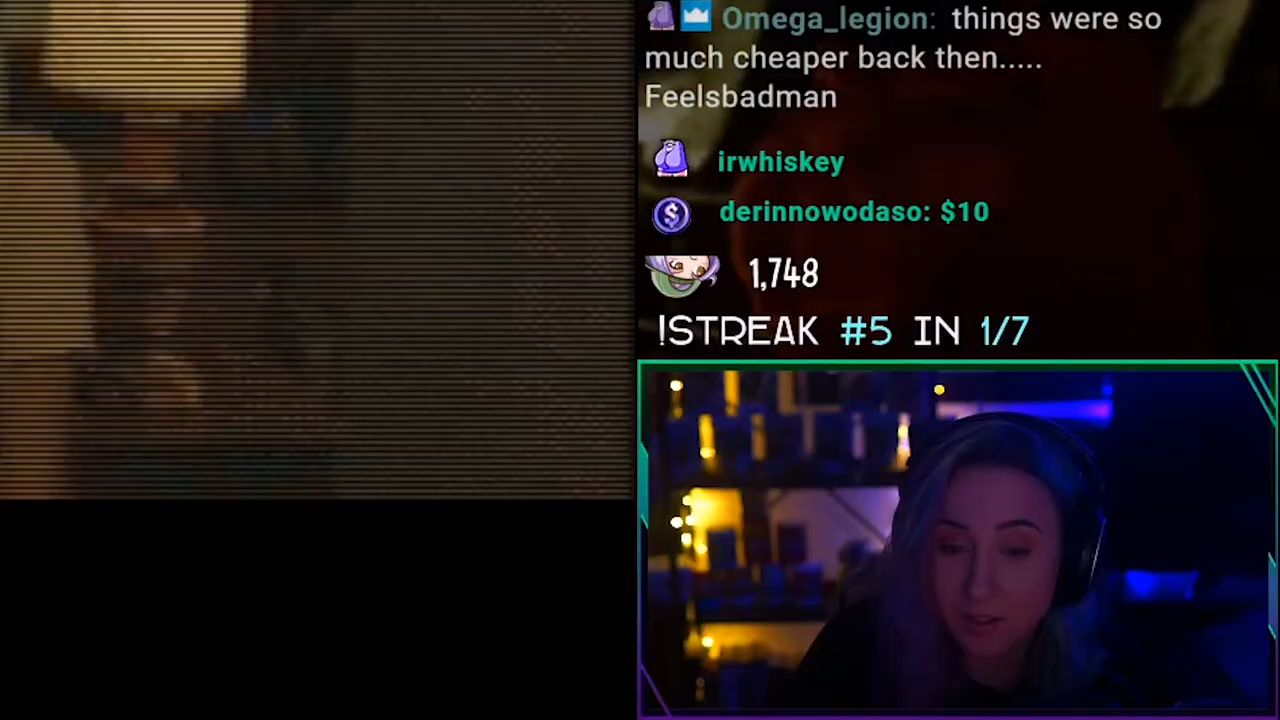 Omega_legion: things were so
much cheaper back then.....
Feelsbadman
irwhiskey
derinnowodaso: $10
1,748
!STREAK #5 IN 1/7